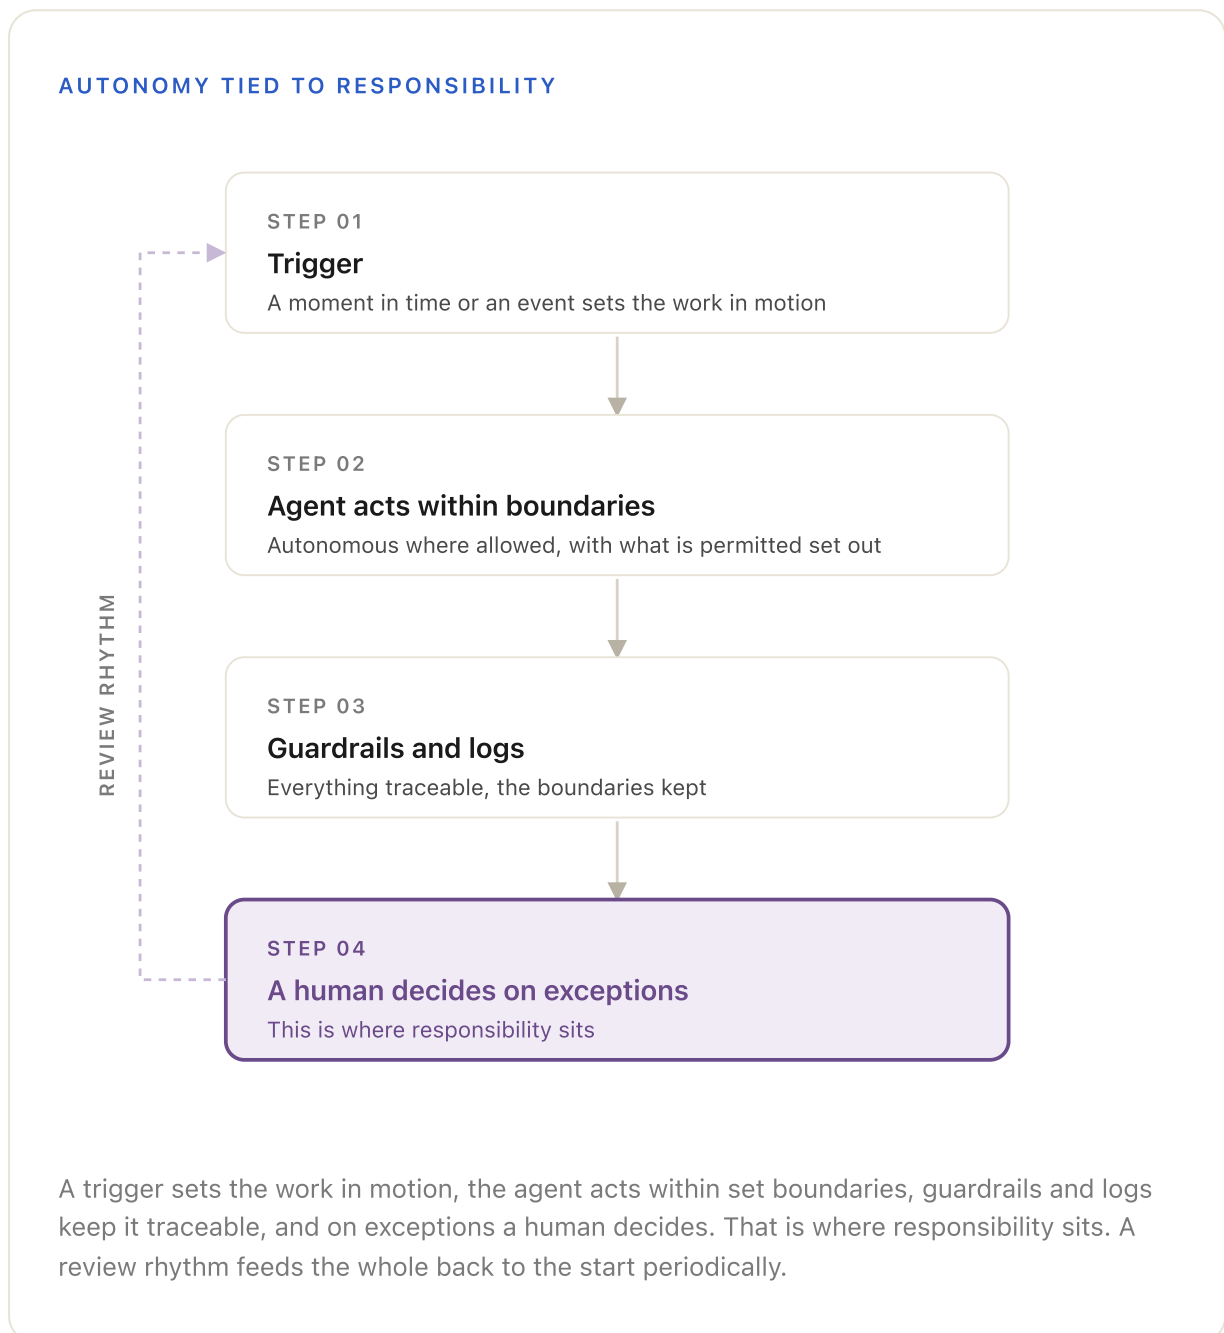 AUTONOMY TIED TO RESPONSIBILITY
STEP 01
Trigger
A moment in time or an event sets the work in motion
STEP 02
Agent acts within boundaries
Autonomous where allowed, with what is permitted set out
REVIEW RHYTHM
STEP 03
Guardrails and logs
Everything traceable, the boundaries kept
STEP 04
A human decides on exceptions
This is where responsibility sits
A trigger sets the work in motion, the agent acts within set boundaries, guardrails and logs
keep it traceable, and on exceptions a human decides. That is where responsibility sits. A
review rhythm feeds the whole back to the start periodically.